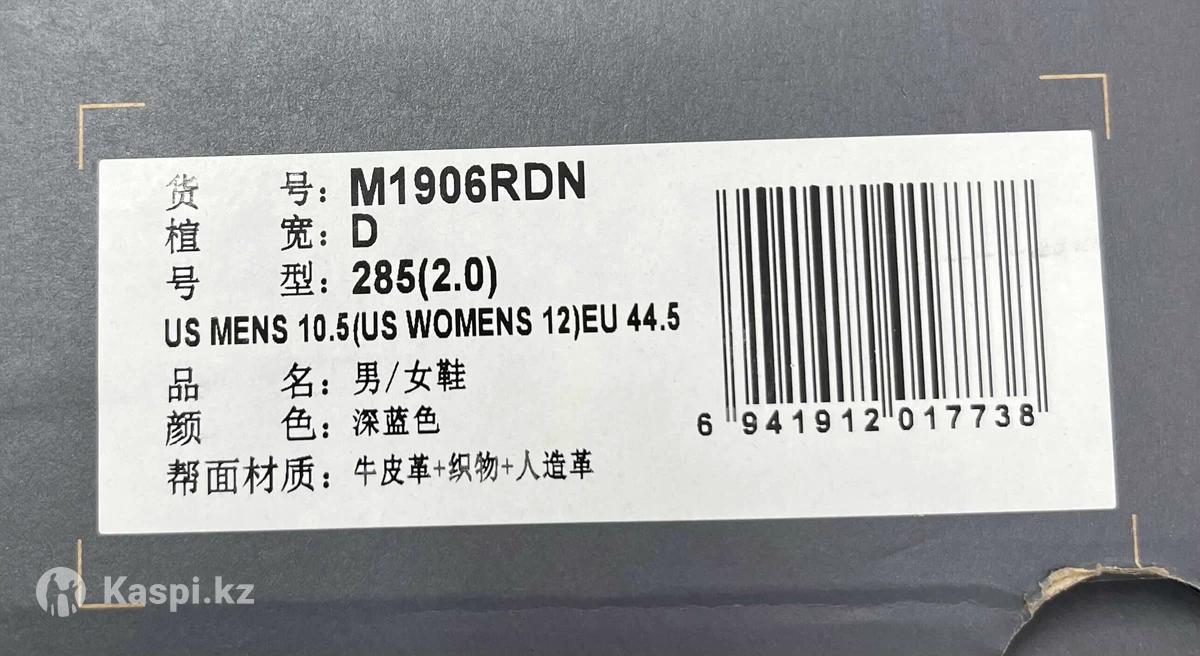 货 号: M1906RDN
楦 宽: D
号 型: 285(2.0)
US MENS 10.5(US WOMENS 12)EU 44.5
品 名: 男/女鞋
颜 色: 深蓝色
帮面材质: 牛皮革+织物+人造革
6 941912 017738
Kaspi.kz